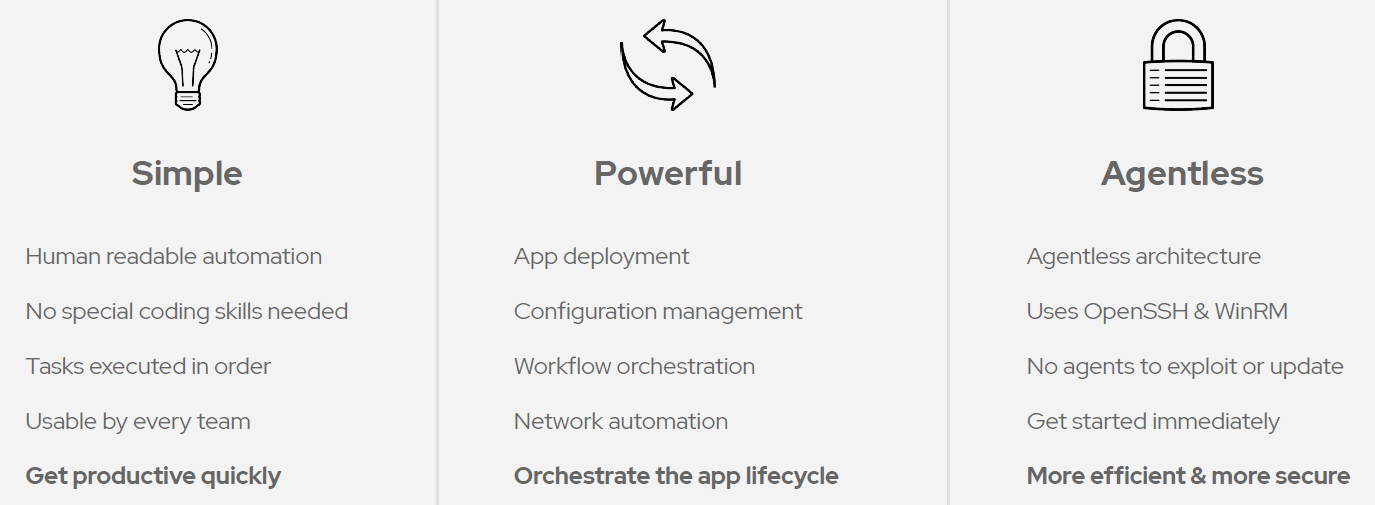 Simple
Human readable automation
No special coding skills needed
Tasks executed in order
Usable by every team
Get productive quickly
Powerful
App deployment
Configuration management
Workflow orchestration
Network automation
Orchestrate the app lifecycle
Agentless
Agentless architecture
Uses OpenSSH & WinRM
No agents to exploit or update
Get started immediately
More efficient & more secure